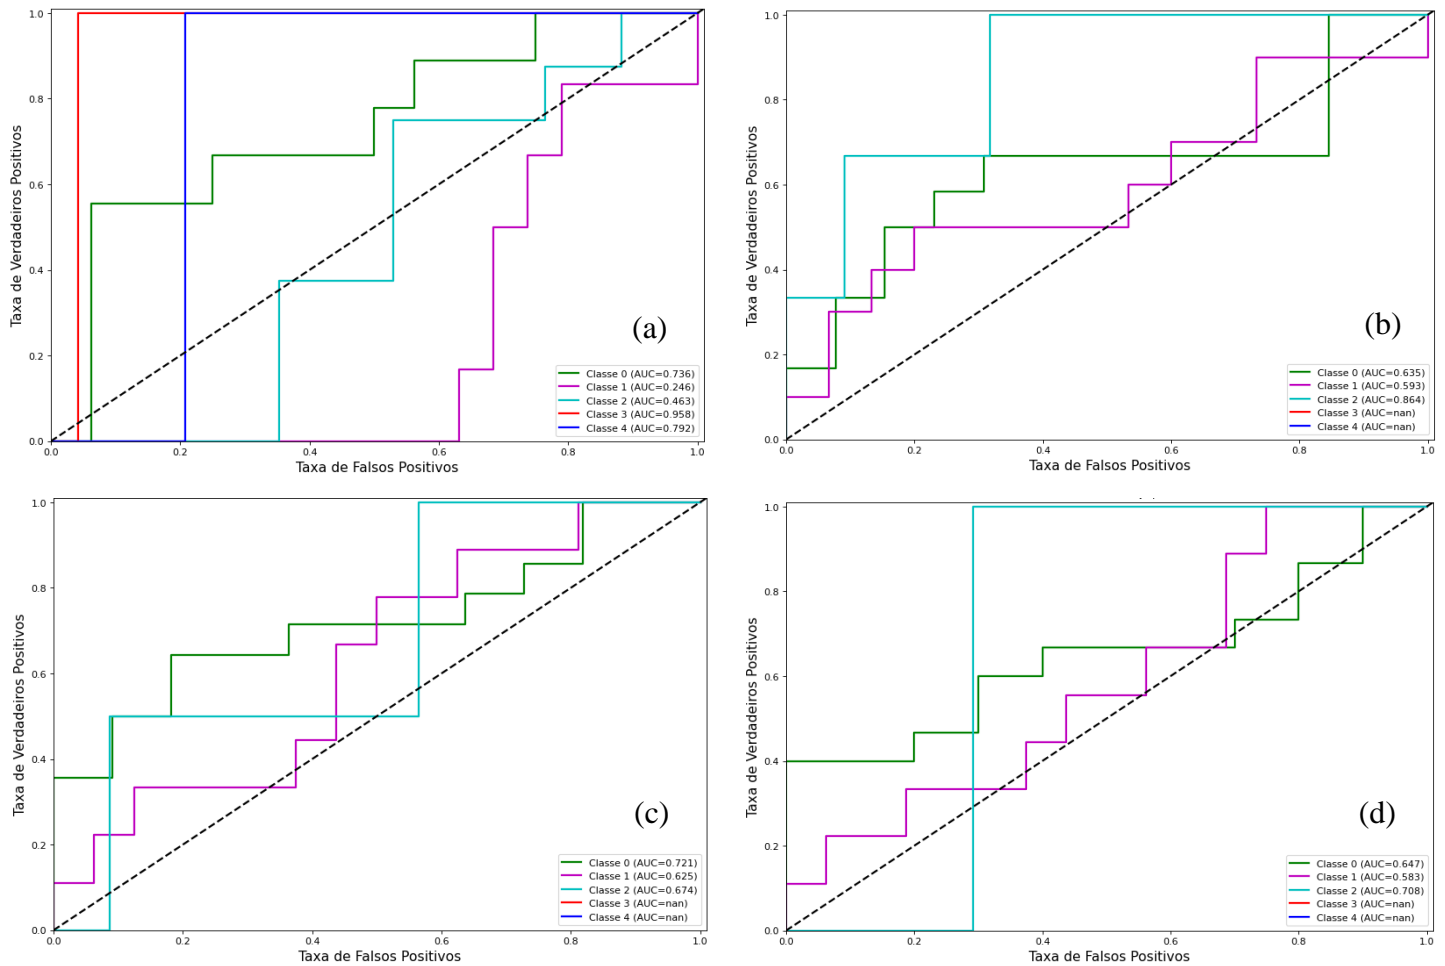 1.0
0.8
0.6
0.4
0.2
0.0
Taxa de Verdadeiros Positivos
(a)
Classe 0 (AUC=0.736)
Classe 1 (AUC=0.246)
Classe 2 (AUC=0.463)
Classe 3 (AUC=0.958)
Classe 4 (AUC=0.792)
0.0 0.2 0.4 0.6 0.8 1.0
Taxa de Falsos Positivos
1.0
0.8
0.6
0.4
0.2
0.0
Taxa de Verdadeiros Positivos
(b)
Classe 0 (AUC=0.635)
Classe 1 (AUC=0.593)
Classe 2 (AUC=0.864)
Classe 3 (AUC=nan)
Classe 4 (AUC=nan)
0.0 0.2 0.4 0.6 0.8 1.0
Taxa de Falsos Positivos
1.0
0.8
0.6
0.4
0.2
0.0
Taxa de Verdadeiros Positivos
(c)
Classe 0 (AUC=0.721)
Classe 1 (AUC=0.625)
Classe 2 (AUC=0.674)
Classe 3 (AUC=nan)
Classe 4 (AUC=nan)
0.0 0.2 0.4 0.6 0.8 1.0
Taxa de Falsos Positivos
1.0
0.8
0.6
0.4
0.2
0.0
Taxa de Verdadeiros Positivos
(d)
Classe 0 (AUC=0.647)
Classe 1 (AUC=0.583)
Classe 2 (AUC=0.708)
Classe 3 (AUC=nan)
Classe 4 (AUC=nan)
0.0 0.2 0.4 0.6 0.8 1.0
Taxa de Falsos Positivos